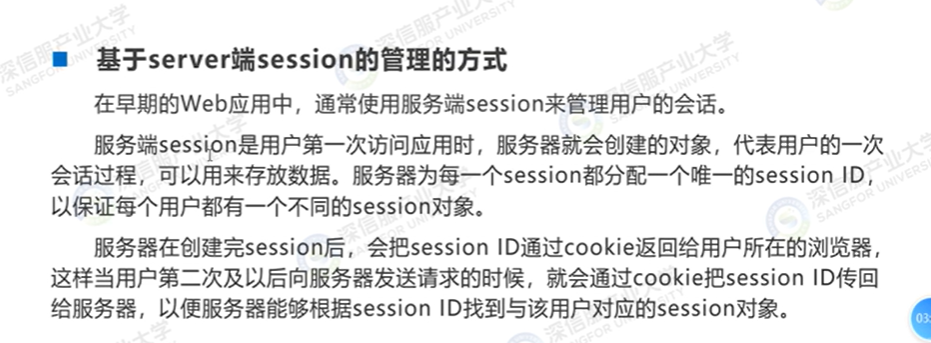 基于server端session的管理的方式
在早期的Web应用中，通常使用服务端session来管理用户的会话。
服务端session是用户第一次访问应用时，服务器就会创建的对象，代表用户的一次
会话过程，可以用来存放数据。服务器为每一个session都分配一个唯一的session ID，
以保证每个用户都有一个不同的session对象。
服务器在创建完session后，会把session ID通过cookie返回给用户所在的浏览器，
这样当用户第二次及以后向服务器发送请求的时候，就会通过cookie把session ID传回
给服务器，以便服务器能够根据session ID找到与该用户对应的session对象。
深信服产业大学
SANGFOR UNIVERSITY